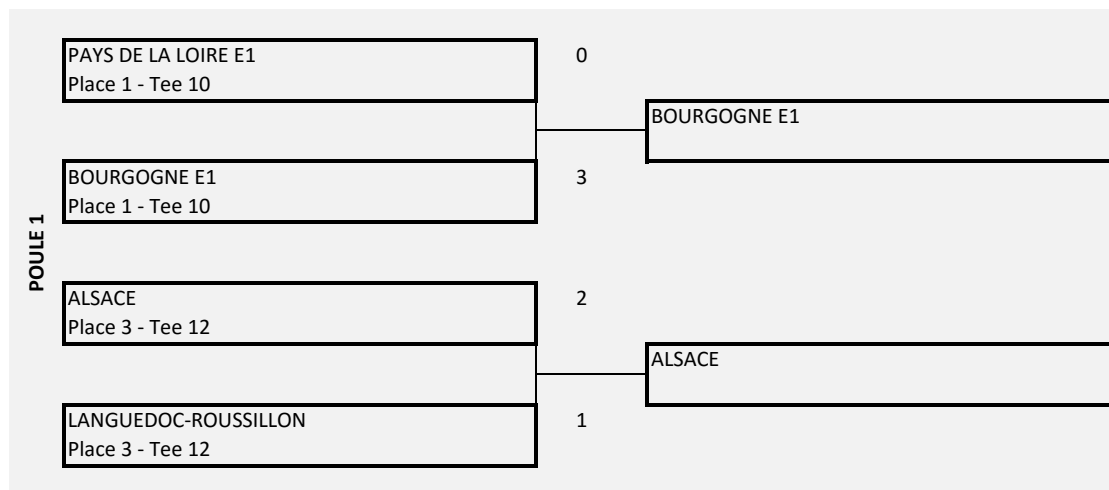 PAYS DE LA LOIRE E1
Place 1 - Tee 10
0
BOURGOGNE E1
BOURGOGNE E1
Place 1 - Tee 10
3
POULE 1
ALSACE
Place 3 - Tee 12
2
ALSACE
LANGUEDOC-ROUSSILLON
Place 3 - Tee 12
1